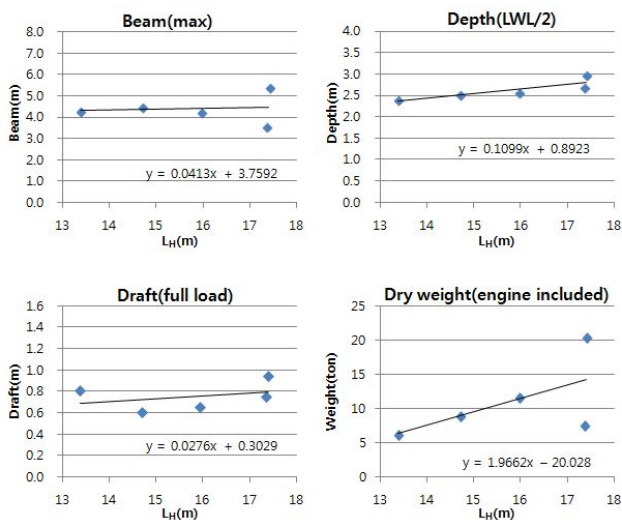 Beam(max)
8.0
7.0
6.0
5.0
4.0
3.0
2.0
1.0
0.0
Beam(m)
y = 0.0413x + 3.7592
13 14 15 16 17 18
LH(m)
Depth(LWL/2)
4.0
3.5
3.0
2.5
2.0
1.5
1.0
0.5
0.0
Depth(m)
y = 0.1099x + 0.8923
13 14 15 16 17 18
LH(m)
Draft(full load)
1.6
1.4
1.2
1.0
0.8
0.6
0.4
0.2
0.0
Draft(m)
y = 0.0276x + 0.3029
13 14 15 16 17 18
LH(m)
Dry weight(engine included)
25
20
15
10
5
0
Weight(ton)
y = 1.9662x − 20.028
13 14 15 16 17 18
LH(m)